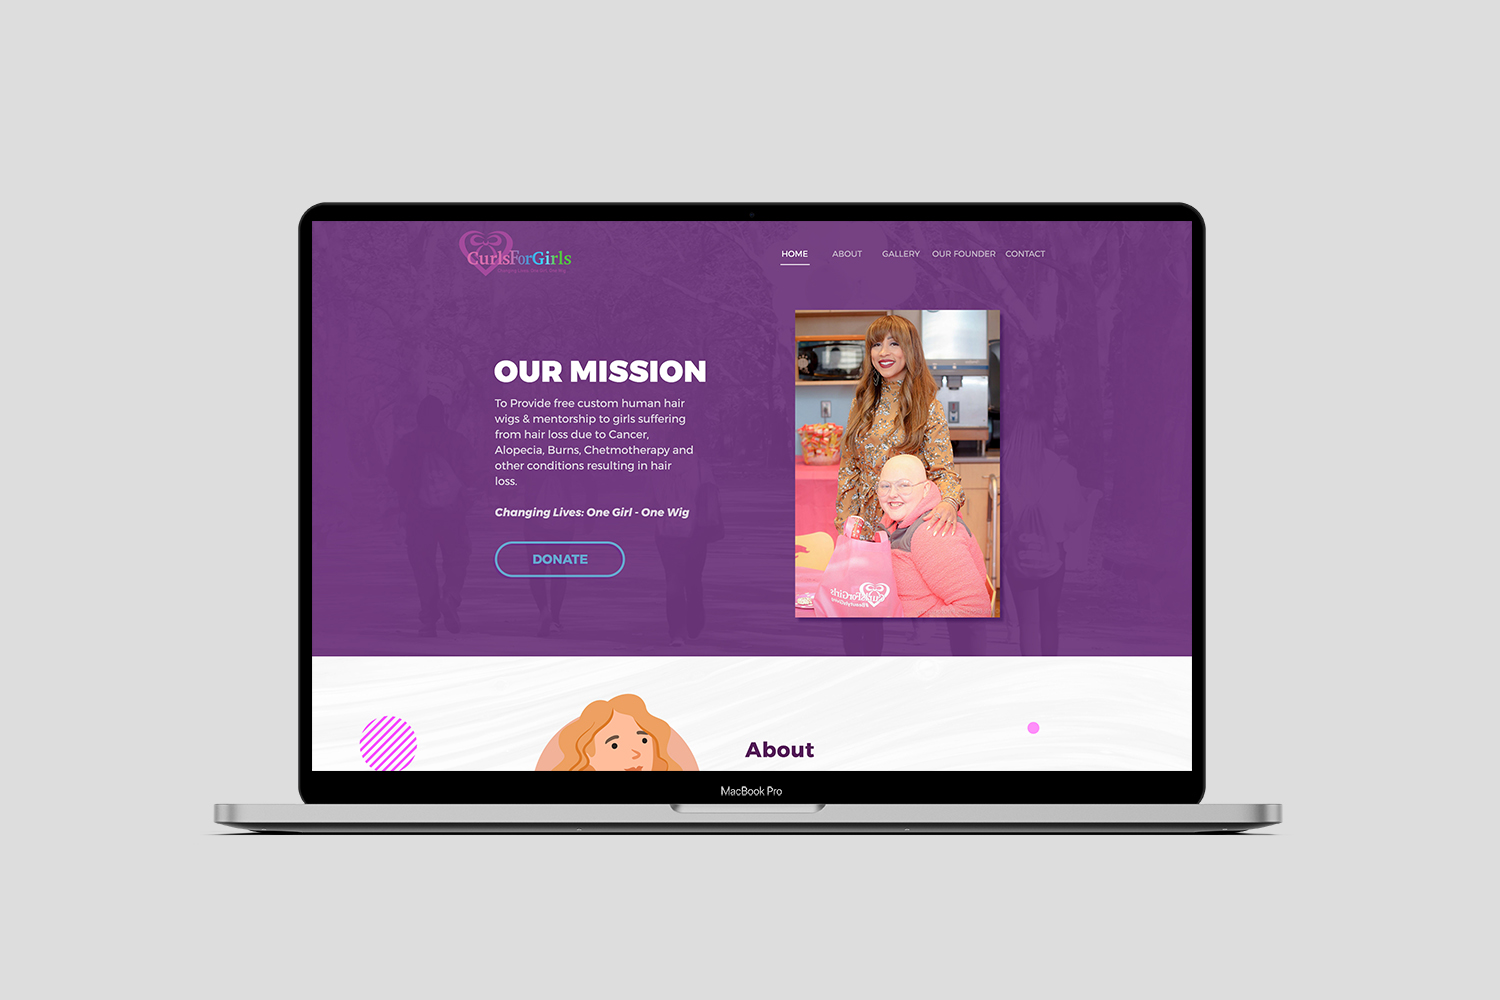 CurlsForGirls
HOME ABOUT GALLERY OUR FOUNDER CONTACT
OUR MISSION
To Provide free custom human hair
wigs & mentorship to girls suffering
from hair loss due to Cancer,
Alopecia, Burns, Chetmotherapy and
other conditions resulting in hair
loss.
Changing Lives: One Girl - One Wig
DONATE
CurlsForGirls
About
MacBook Pro